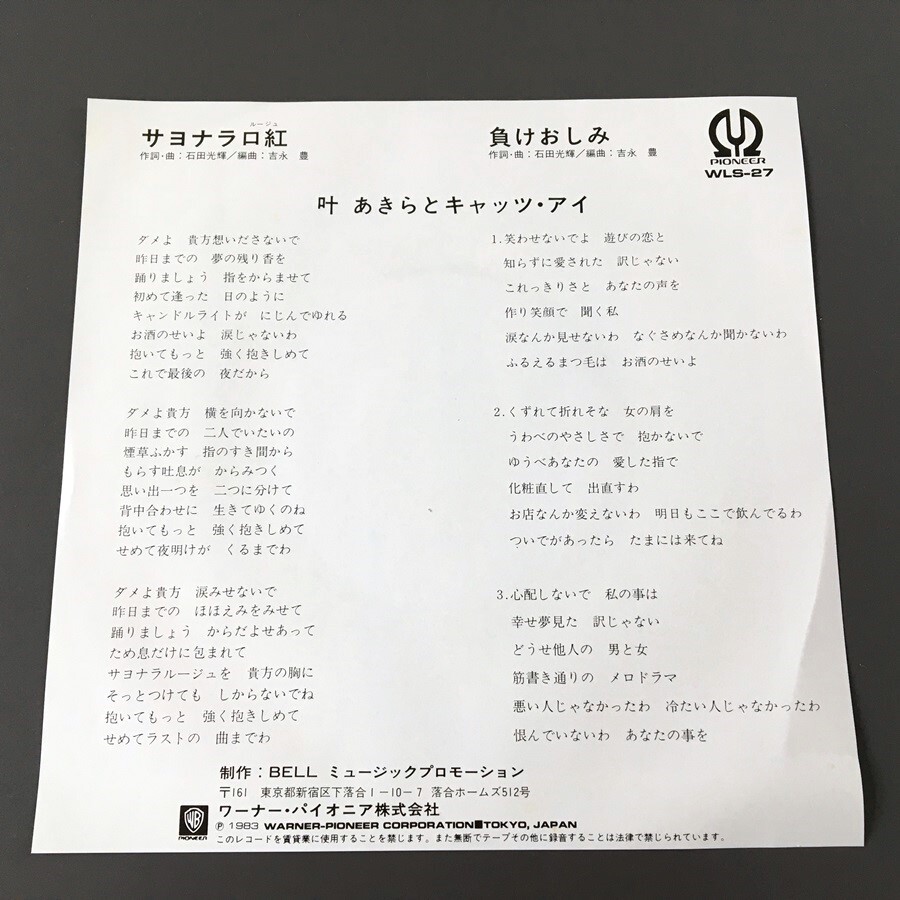 ルージュ
サヨナラ口紅
作詞・曲:石田光輝/編曲:吉永 豊
ダメよ 貴方想いださないで
昨日までの 夢の残り香を
踊りましょう 指をからませて
初めて逢った 日のように
キャンドルライトが にじんでゆれる
お酒のせいよ 涙じゃないわ
抱いてもっと 強く抱きしめて
これで最後の 夜だから
ダメよ貴方 横を向かないで
昨日までの 二人でいたいの
煙草ふかす 指のすき間から
もらす吐息が からみつく
思い出一つを 二つに分けて
背中合わせに 生きてゆくのね
抱いてもっと 強く抱きしめて
せめて夜明けが くるまでわ
ダメよ貴方 涙みせないで
昨日までの ほほえみをみせて
踊りましょう からだよせあって
ため息だけに包まれて
サヨナラルージュを 貴方の胸に
そっとつけても しからないでね
抱いてもっと 強く抱きしめて
せめてラストの 曲までわ
負けおしみ
作詞・曲:石田光輝/編曲:吉永 豊
PIONEER
WLS-27
叶 あきらとキャッツ・アイ
1.笑わせないでよ 遊びの恋と
知らずに愛された 訳じゃない
これっきりさと あなたの声を
作り笑顔で 聞く私
涙なんか見せないわ なぐさめなんか聞かないわ
ふるえるまつ毛は お酒のせいよ
2.くずれて折れそな 女の肩を
うわべのやさしさで 抱かないで
ゆうべあなたの 愛した指で
化粧直して 出直すわ
お店なんか変えないわ 明日もここで飲んでるわ
ついでがあったら たまには来てね
3.心配しないで 私の事は
幸せ夢見た 訳じゃない
どうせ他人の 男と女
筋書き通りの メロドラマ
悪い人じゃなかったわ 冷たい人じゃなかったわ
恨んでいないわ あなたの事を
制作:BELL ミュージックプロモーション
〒161 東京都新宿区下落合1-10-7 落合ホームズ512号
WB
PIONEER
ワーナー・パイオニア株式会社
Ⓟ1983 WARNER-PIONEER CORPORATION■TOKYO, JAPAN
このレコードを賃貸業に使用することを禁じます。また無断でテープその他に録音することは法律で禁じられています。